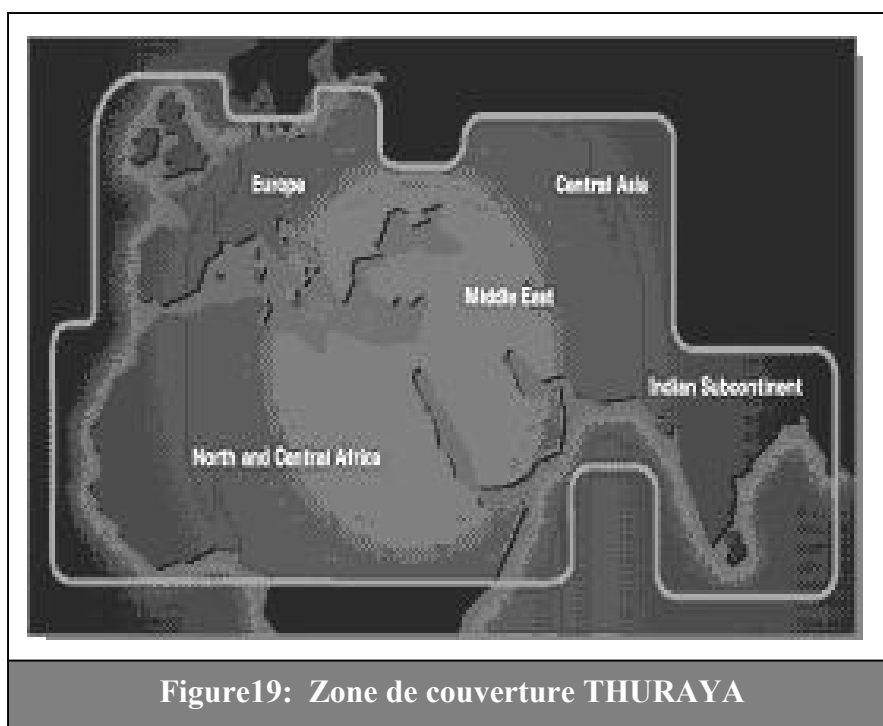 Europe
Central Asia
Middle East
Indian Subcontinent
North and Central Africa
Figure19: Zone de couverture THURAYA